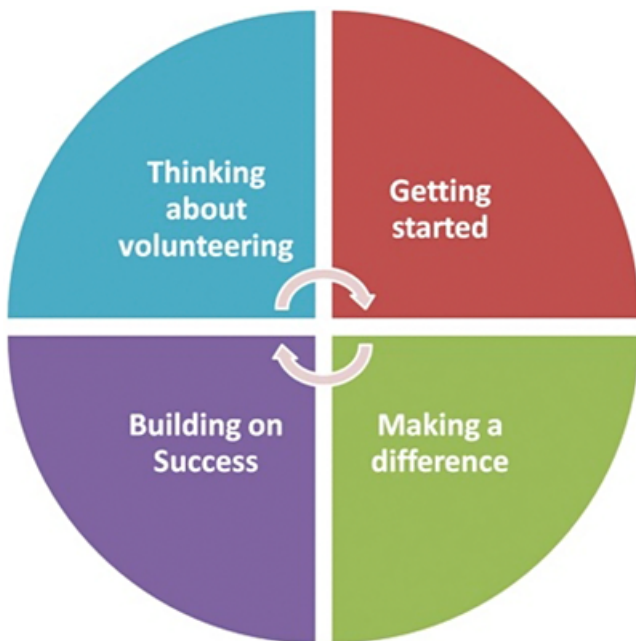 Thinking
about
volunteering
Getting
started
Making a
difference
Building on
Success